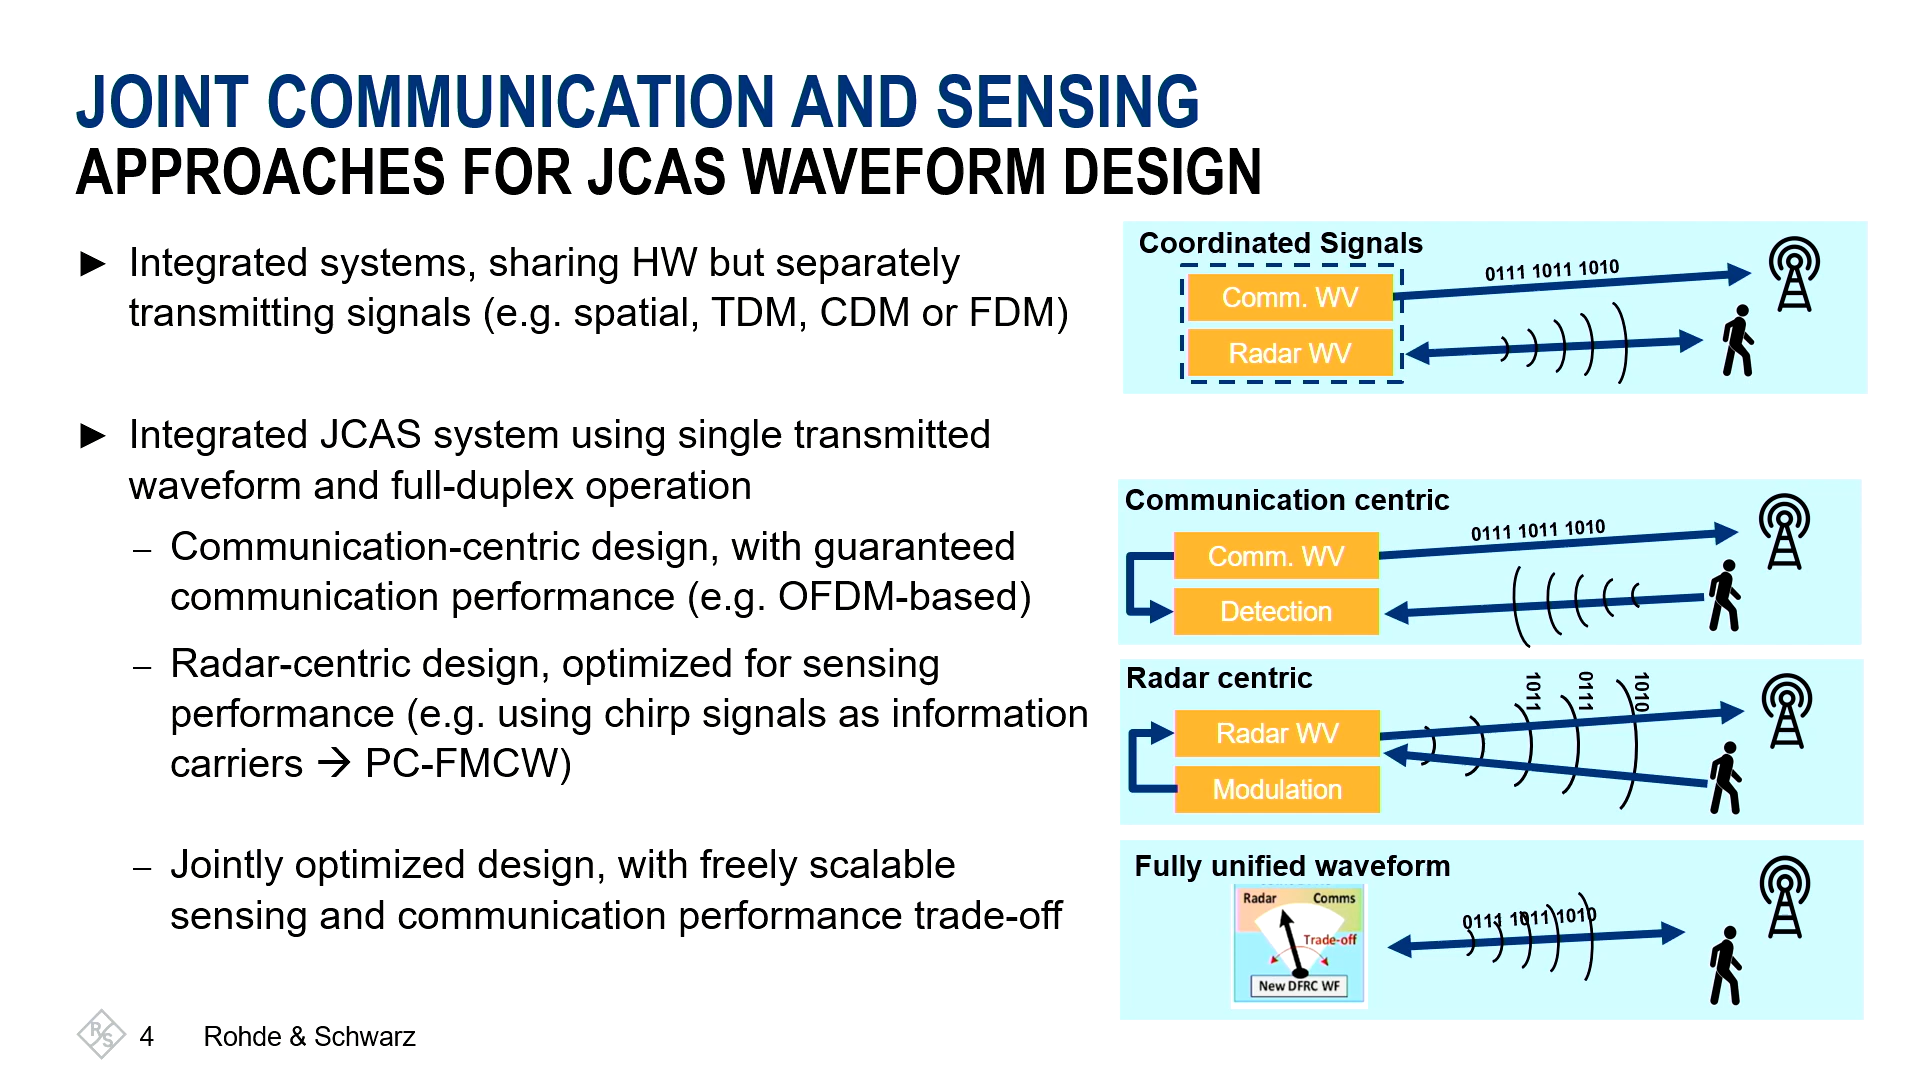 JOINT COMMUNICATION AND SENSING
APPROACHES FOR JCAS WAVEFORM DESIGN
► Integrated systems, sharing HW but separately
transmitting signals (e.g. spatial, TDM, CDM or FDM)
► Integrated JCAS system using single transmitted
waveform and full-duplex operation
– Communication-centric design, with guaranteed
communication performance (e.g. OFDM-based)
– Radar-centric design, optimized for sensing
performance (e.g. using chirp signals as information
carriers → PC-FMCW)
– Jointly optimized design, with freely scalable
sensing and communication performance trade-off
Coordinated Signals
0111 1011 1010
Comm. WV
Radar WV
Communication centric
0111 1011 1010
Comm. WV
Detection
Radar centric
1011 0111 1010
Radar WV
Modulation
Fully unified waveform
Radar Comms
Trade-off
New DFRC WF
0111 1011 1010
R S
4 Rohde & Schwarz